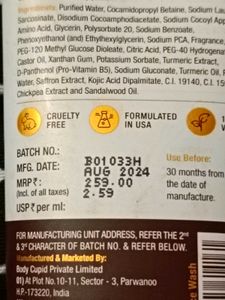 Ingredients: Purified Water, Cocamidopropyl Betaine, Sodium Lau
Sarcosinate, Disodium Cocoamphodiacetate, Sodium Cocoyl App
Amino Acid, Glycerin, Polysorbate 20, Sodium Benzoate,
Phenoxyethanol (and) Ethylhexylglycerin, Sodium PCA, Fragrance
PEG-120 Methyl Glucose Dioleate, Citric Acid, PEG-40 Hydrogena
Castor Oil, Xanthan Gum, Potassium Sorbate, Turmeric Extract,
D-Panthenol (Pro-Vitamin B5), Sodium Gluconate, Turmeric Oil,
Water, Saffron Extract, Kojic Acid Dipalmitate, C.I. 19140, C.I.
Chickpea Extract and Sandalwood Oil.
CRUELTY
FREE
FORMULATED
IN USA
BATCH NO.: B01033H
MFG. DATE: AUG 2024
MRP₹: 259.00
(Incl. of all taxes)
USP₹ per ml: 2.59
Use Before:
30 months from
the date of
manufacture.
FOR MANUFACTURING UNIT ADDRESS, REFER THE 2ND
& 3RD CHARACTER OF BATCH NO. & REFER BELOW.
Manufactured & Marketed By:
Body Cupid Private Limited
01) At Plot No.10-11, Sector - 3, Parwanoo
H.P.-173220, India
e Wash